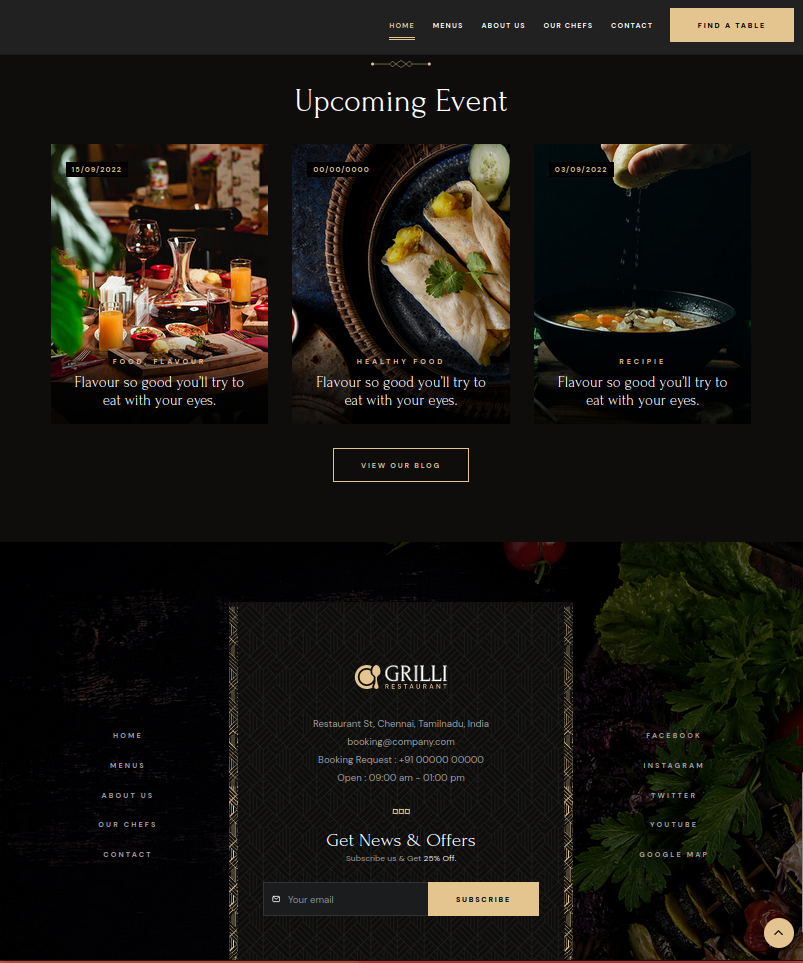 HOME MENUS ABOUT US OUR CHEFS CONTACT FIND A TABLE
Upcoming Event
15/09/2022
FOOD, FLAVOUR
Flavour so good you'll try to
eat with your eyes.
00/00/0000
HEALTHY FOOD
Flavour so good you'll try to
eat with your eyes.
03/09/2022
RECIPIE
Flavour so good you'll try to
eat with your eyes.
VIEW OUR BLOG
HOME
MENUS
ABOUT US
OUR CHEFS
CONTACT
GRILLI
RESTAURANT
Restaurant St, Chennai, Tamilnadu, India
booking@company.com
Booking Request : +91 00000 00000
Open : 09:00 am - 01:00 pm
Get News & Offers
Subscribe us & Get 25% Off.
Your email
SUBSCRIBE
FACEBOOK
INSTAGRAM
TWITTER
YOUTUBE
GOOGLE MAP